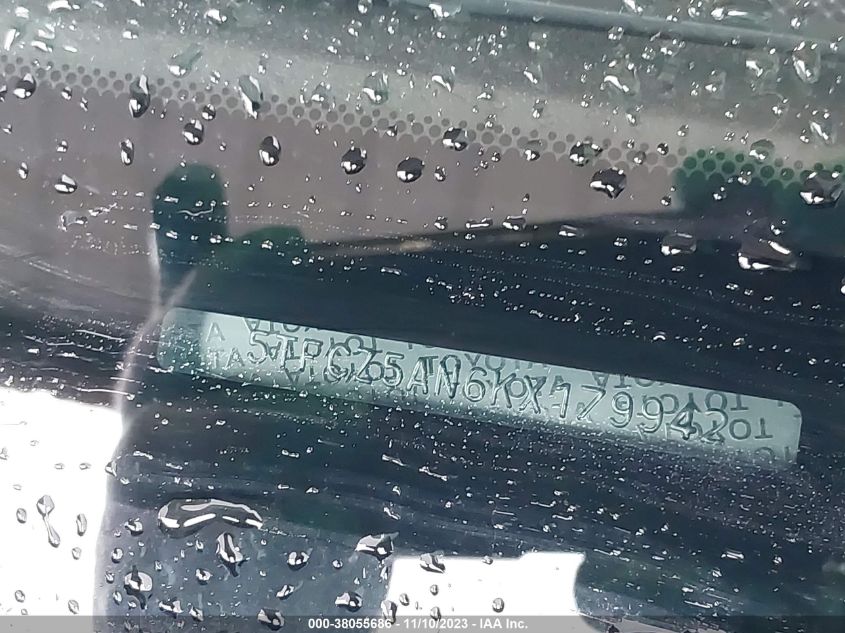 5TFCZ5AN6KX179942
000-38055686 - 11/10/2023 - IAA Inc.